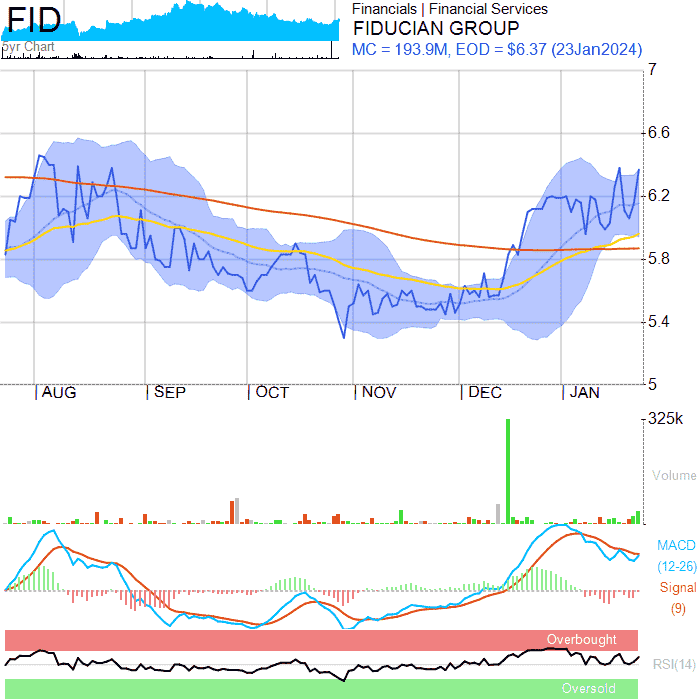 FID
5yr Chart
Financials | Financial Services
FIDUCIAN GROUP
MC = 193.9M, EOD = $6.37 (23Jan2024)
7
6.6
6.2
5.8
5.4
5
AUG SEP OCT NOV DEC JAN
325k
Volume
MACD
(12-26)
Signal
(9)
Overbought
RSI(14)
Oversold